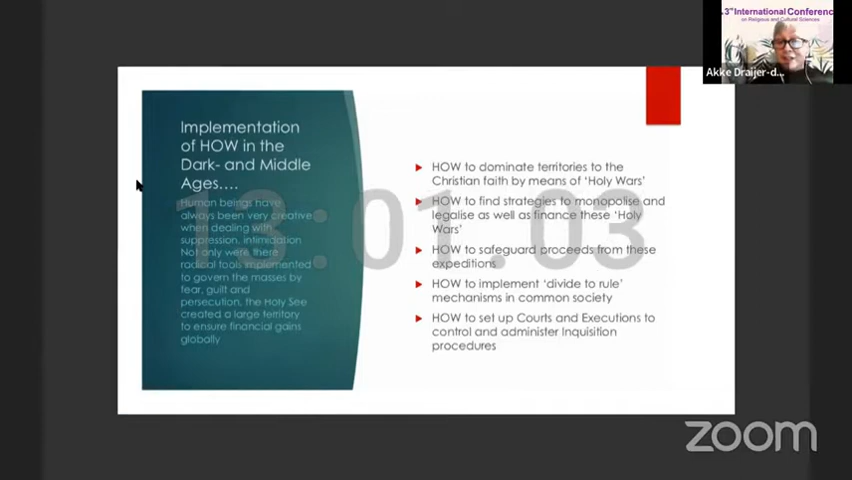 3rd International Conferenc
on Religious and Cultural Sciences
Akke Draijer-d...
Implementation
of HOW in the
Dark- and Middle
Ages….
Human beings have
always been very creative
when dealing with
suppression, intimidation
Not only were there
radical tools implemented
to govern the masses by
fear, guilt and
persecution, the Holy See
created a large territory
to ensure financial gains
globally
HOW to dominate territories to the
Christian faith by means of 'Holy Wars'
HOW to find strategies to monopolise and
legalise as well as finance these 'Holy
Wars'
HOW to safeguard proceeds from these
expeditions
HOW to implement 'divide to rule'
mechanisms in common society
HOW to set up Courts and Executions to
control and administer Inquisition
procedures
13:01.03
zoom